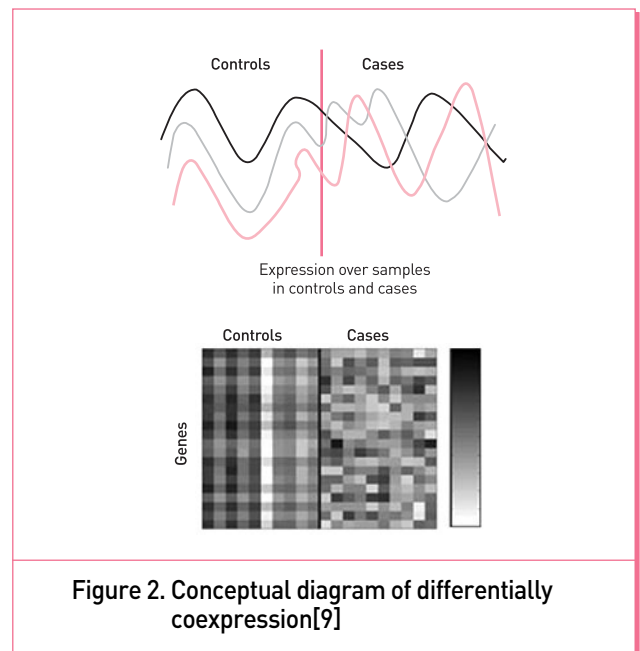 Controls Cases
Expression over samples
in controls and cases
Controls Cases
Genes
Figure 2. Conceptual diagram of differentially
coexpression[9]